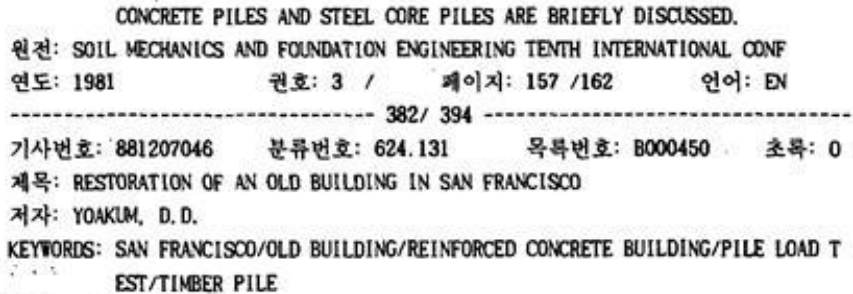 CONCRETE PILES AND STEEL CORE PILES ARE BRIEFLY DISCUSSED.
원전: SOIL MECHANICS AND FOUNDATION ENGINEERING TENTH INTERNATIONAL CONF
연도: 1981 권호: 3 / 페이지: 157 /162 언어: EN
--------------------------------- 382/ 394 ---------------------------------
기사번호: 881207046 분류번호: 624.131 목록번호: B000450 초록: 0
제목: RESTORATION OF AN OLD BUILDING IN SAN FRANCISCO
저자: YOAKUM, D.D.
KEYWORDS: SAN FRANCISCO/OLD BUILDING/REINFORCED CONCRETE BUILDING/PILE LOAD T
EST/TIMBER PILE